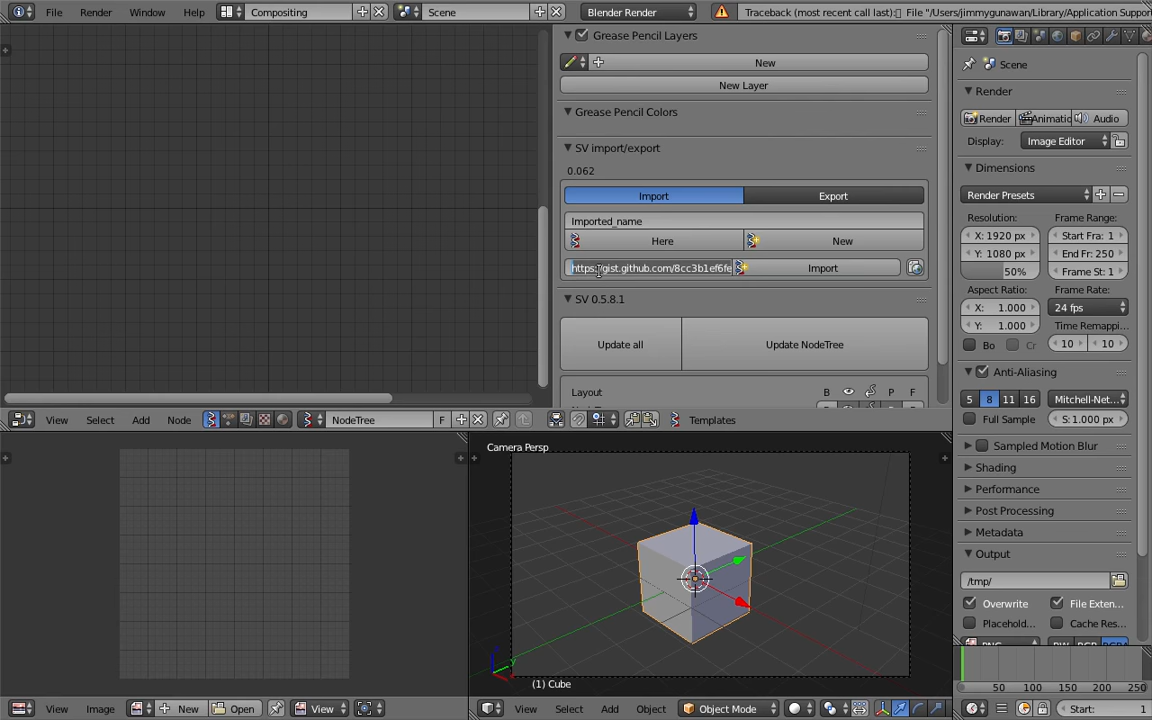 File Render Window Help Compositing Scene Blender Render Traceback (most recent call last): File "/Users/jimmygunawan/Library/Application Suppor
Grease Pencil Layers
New
New Layer
Grease Pencil Colors
SV import/export
0.062
Import Export
Imported_name
Here New
https://gist.github.com/8cc3b1ef6fe Import
SV 0.5.8.1
Update all Update NodeTree
Layout B P F
View Select Add Node NodeTree F Templates
Scene
Render
Render Animatic Audio
Display: Image Editor
Dimensions
Render Presets
Resolution: Frame Range:
X: 1920 px Start Fra: 1
Y: 1080 px End Fr: 250
50% Frame St: 1
Aspect Ratio: Frame Rate:
X: 1.000 24 fps
Y: 1.000 Time Remappi...
Bo Cr 10 10
Anti-Aliasing
5 8 11 16 Mitchell-Net...
Full Sample S: 1.000 px
Sampled Motion Blur
Shading
Performance
Post Processing
Metadata
Output
/tmp/
Overwrite File Exten...
Placehold... Cache Res...
Camera Persp
(1) Cube
50 100 150 200 250
View Image New Open View
View Select Add Object Object Mode
Start: 1